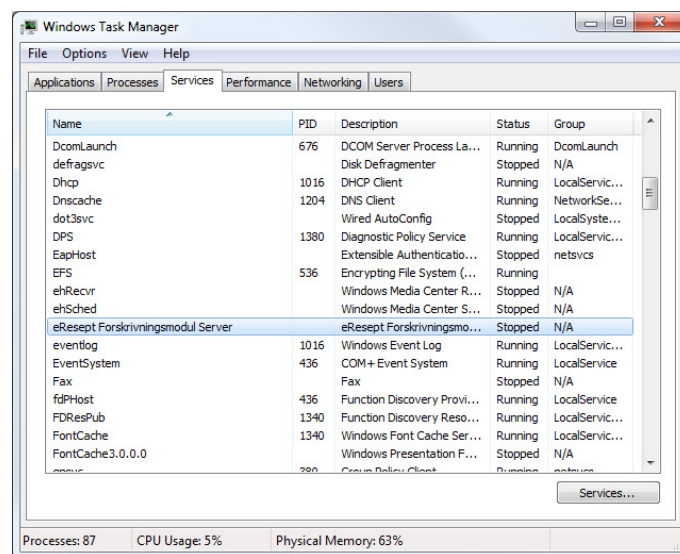 Windows Task Manager
File Options View Help
Applications Processes Services Performance Networking Users
Name PID Description Status Group
DcomLaunch 676 DCOM Server Process La... Running DcomLaunch
defragsvc Disk Defragmenter Stopped N/A
Dhcp 1016 DHCP Client Running LocalServic...
Dnscache 1204 DNS Client Running NetworkSe...
dot3svc Wired AutoConfig Stopped LocalSyste...
DPS 1380 Diagnostic Policy Service Running LocalServic...
EapHost Extensible Authenticatio... Stopped netsvcs
EFS 536 Encrypting File System (... Running
ehRecvr Windows Media Center R... Stopped N/A
ehSched Windows Media Center S... Stopped N/A
eResept Forskrivningsmodul Server eResept Forskrivningsmo... Stopped N/A
eventlog 1016 Windows Event Log Running LocalServic...
EventSystem 436 COM+ Event System Running LocalService
Fax Fax Stopped N/A
fdPHost 436 Function Discovery Provi... Running LocalService
FDResPub 1340 Function Discovery Reso... Running LocalServic...
FontCache 1340 Windows Font Cache Ser... Running LocalServic...
FontCache3.0.0.0 Windows Presentation F... Stopped N/A
gpsvc 380 Group Policy Client Running netsvcs
Services...
Processes: 87 CPU Usage: 5% Physical Memory: 63%